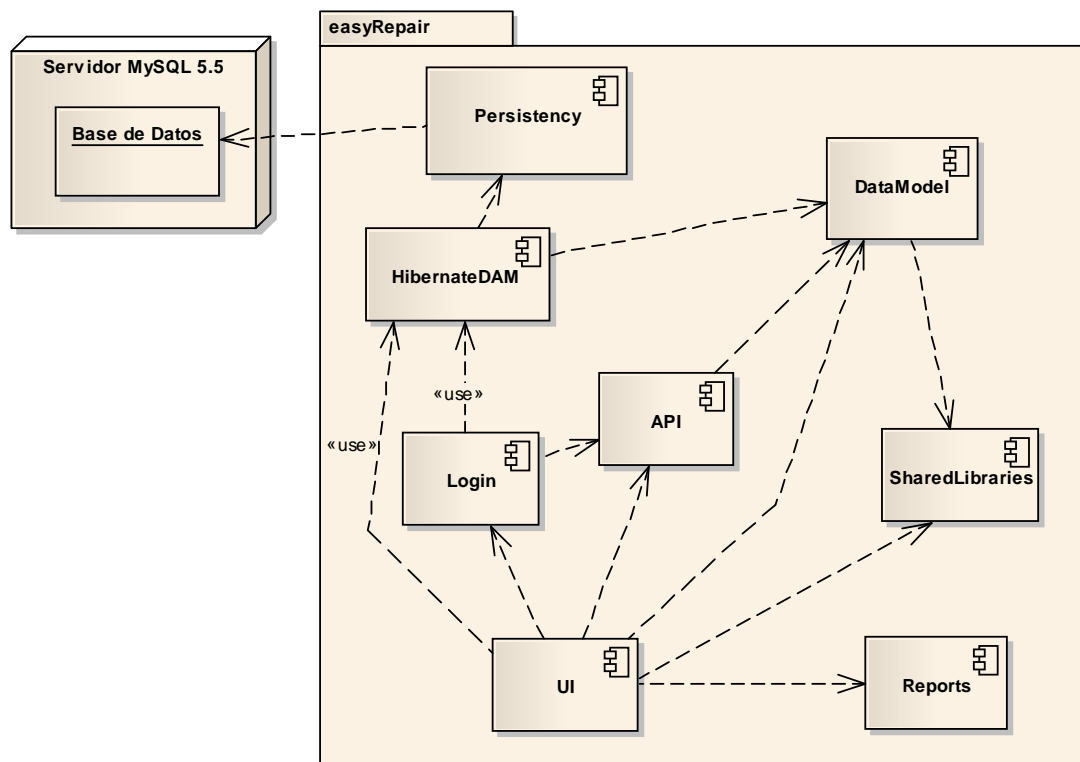 easyRepair
Servidor MySQL 5.5
Base de Datos
Persistency
DataModel
HibernateDAM
«use»
API
«use»
Login
SharedLibraries
UI
Reports